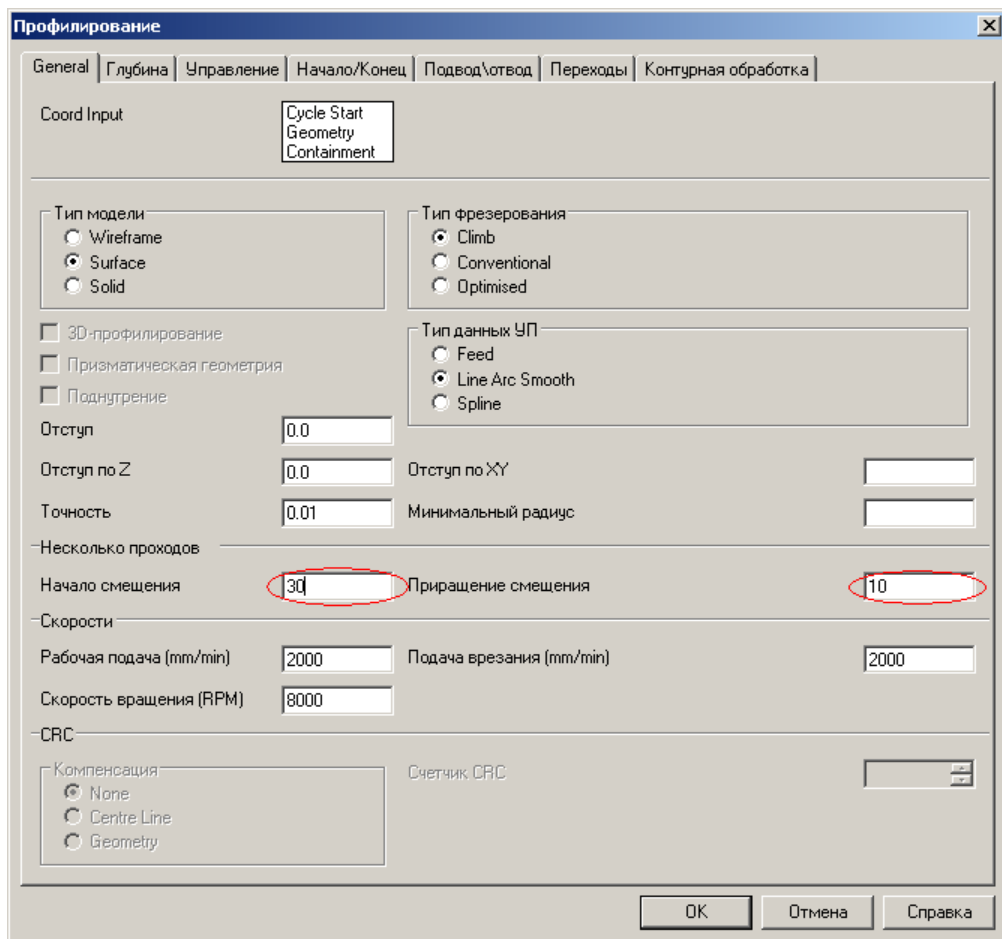 Профилирование
General Глубина Управление Начало/Конец Подвод\отвод Переходы Контурная обработка
Coord Input
Cycle Start
Geometry
Containment
Тип модели
Wireframe
Surface
Solid
Тип фрезерования
Climb
Conventional
Optimised
3D-профилирование
Призматическая геометрия
Поднутрение
Тип данных УП
Feed
Line Arc Smooth
Spline
Отступ 0.0
Отступ по Z 0.0 Отступ по XY
Точность 0.01 Минимальный радиус
Несколько проходов
Начало смещения 30 Приращение смещения 10
Скорости
Рабочая подача (mm/min) 2000 Подача врезания (mm/min) 2000
Скорость вращения (RPM) 8000
CRC
Компенсация
None
Centre Line
Geometry
Счетчик CRC
OK Отмена Справка